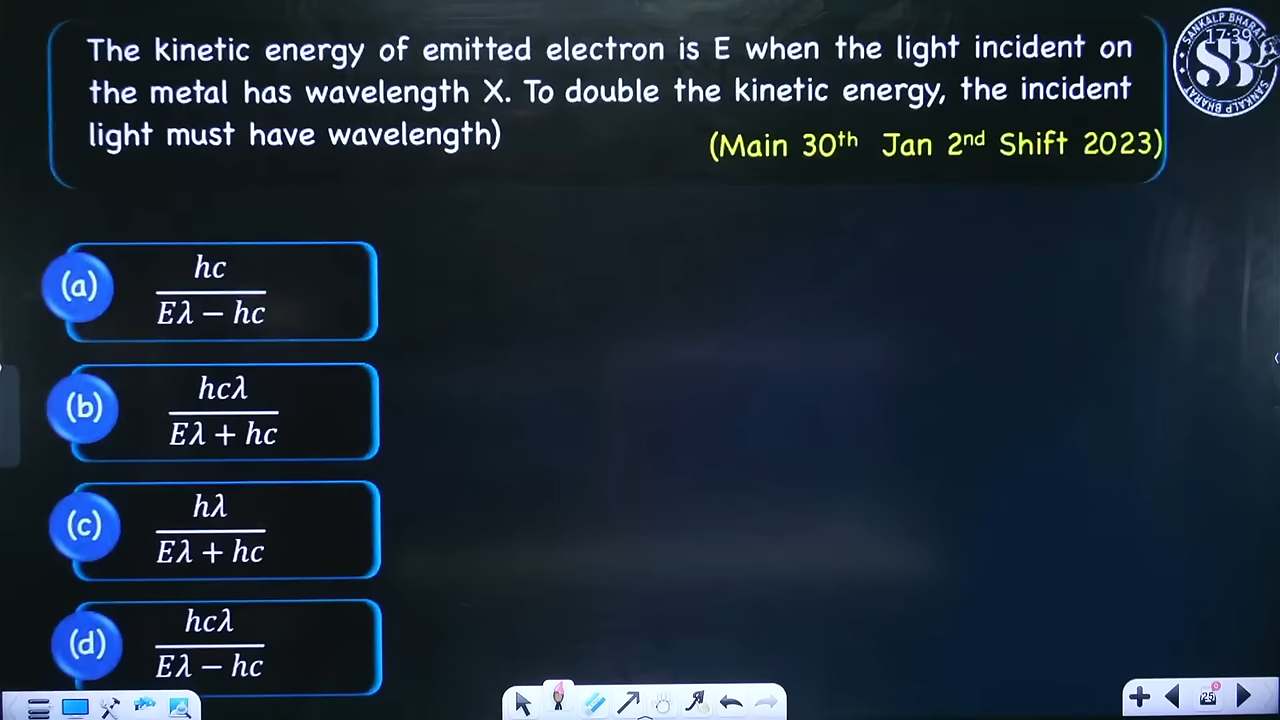 The kinetic energy of emitted electron is E when the light incident on
the metal has wavelength X. To double the kinetic energy, the incident
light must have wavelength)
(Main 30th Jan 2nd Shift 2023)
SANKALP BHARAT
17:39
SB
SANKALP BHARAT
(a) hc
Eλ − hc
(b) hcλ
Eλ + hc
(c) hλ
Eλ + hc
(d) hcλ
Eλ − hc
25